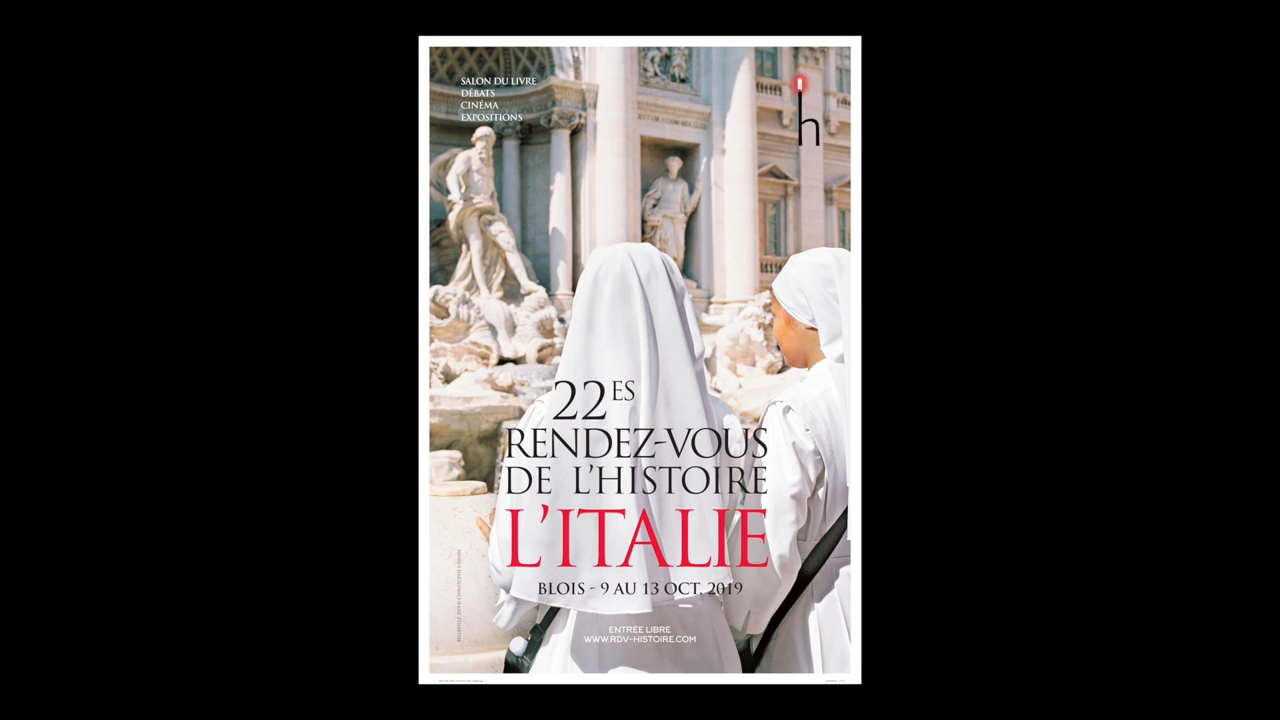 SALON DU LIVRE
DÉBATS
CINÉMA
EXPOSITIONS
h
22ES
RENDEZ-VOUS
DE L'HISTOIRE
L'ITALIE
BLOIS - 9 AU 13 OCT. 2019
ENTRÉE LIBRE
WWW.RDV-HISTOIRE.COM